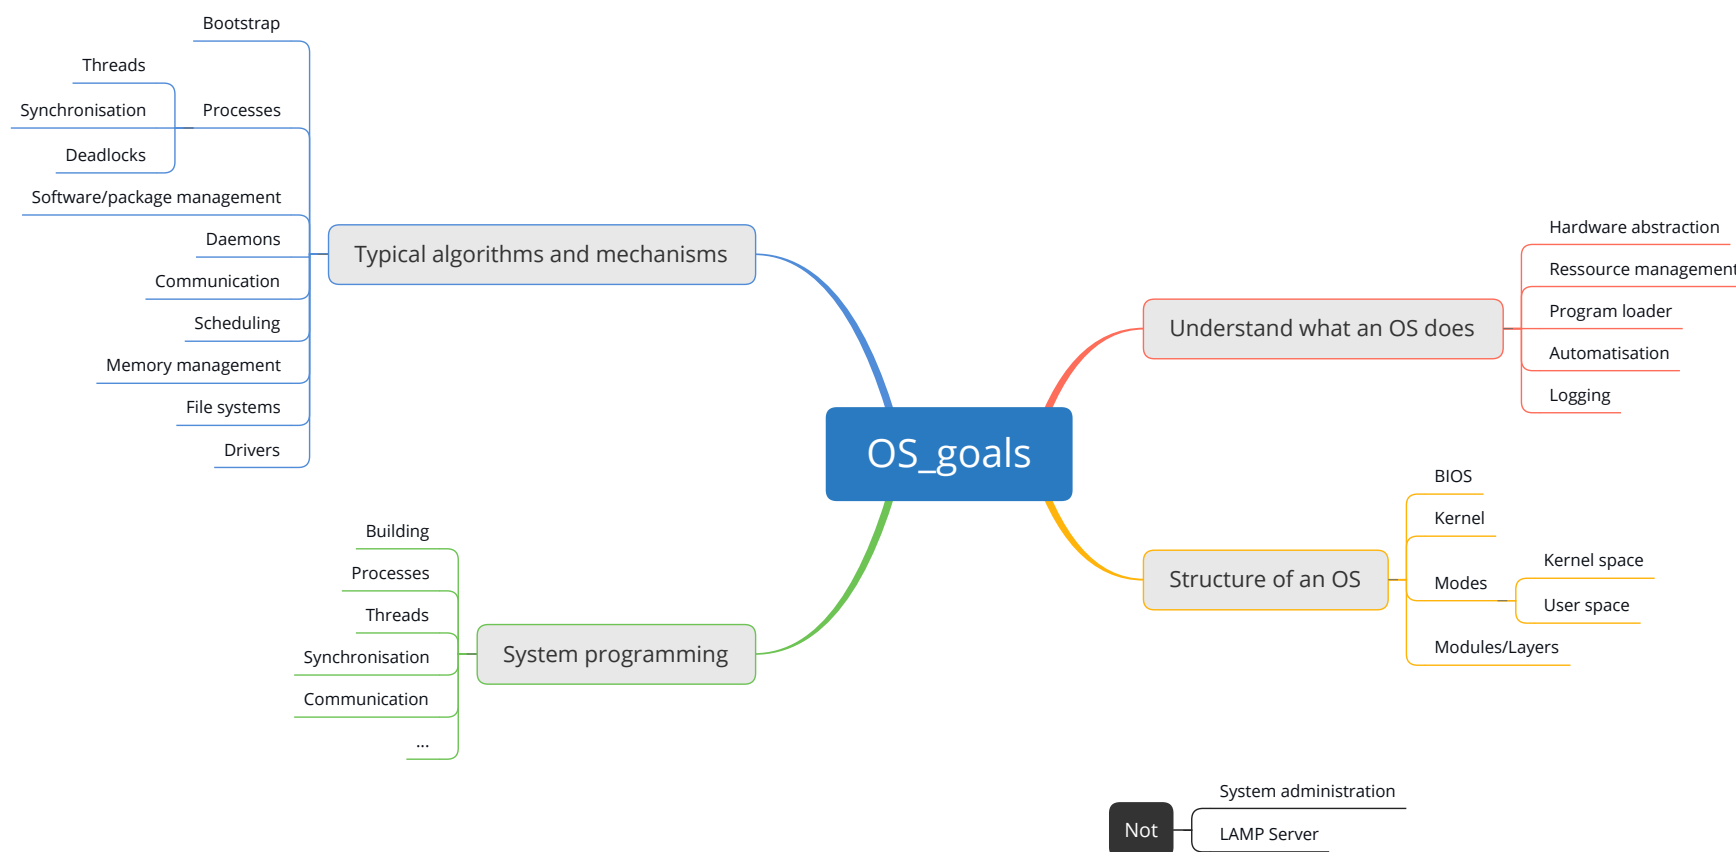 Bootstrap
Threads
Synchronisation
Deadlocks
Processes
Software/package management
Daemons
Communication
Scheduling
Memory management
File systems
Drivers
Typical algorithms and mechanisms
Building
Processes
Threads
Synchronisation
Communication
...
System programming
OS_goals
Understand what an OS does
Hardware abstraction
Ressource management
Program loader
Automatisation
Logging
Structure of an OS
BIOS
Kernel
Modes
Kernel space
User space
Modules/Layers
Not
System administration
LAMP Server